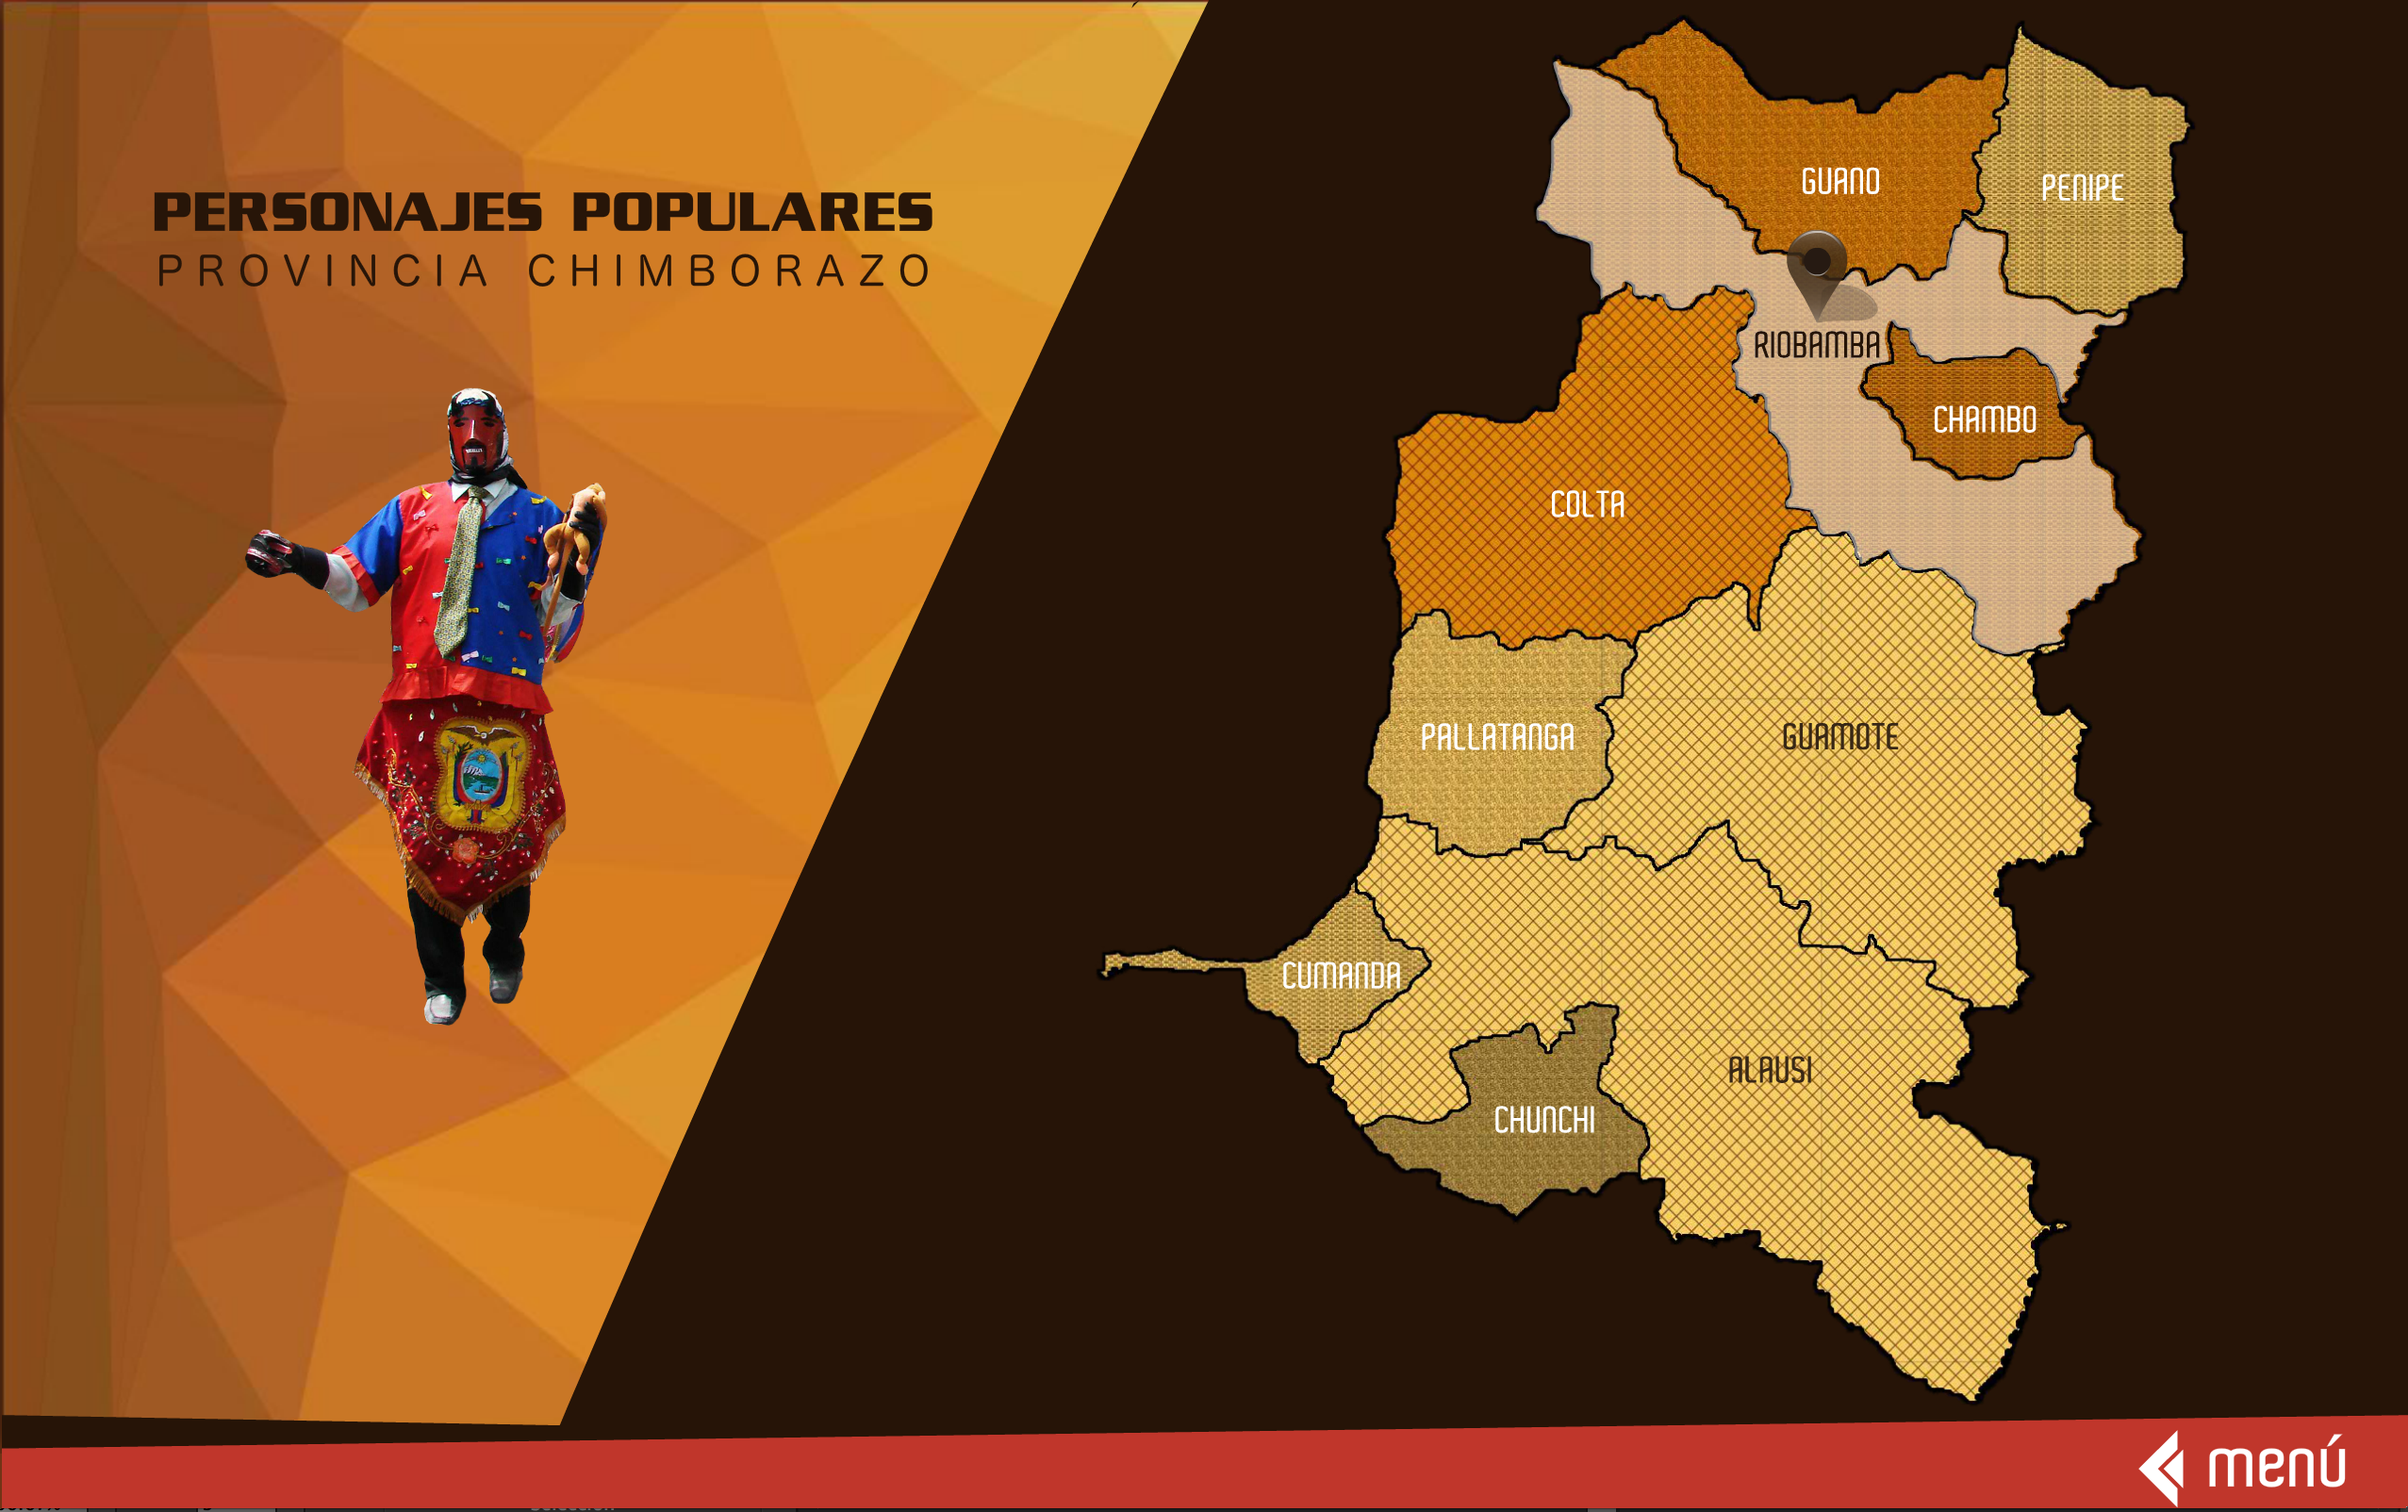 PERSONAJES POPULARES
PROVINCIA CHIMBORAZO
GUANO
PENIPE
RIOBAMBA
CHAMBO
COLTA
PALLATANGA
GUAMOTE
CUMANDA
ALAUSI
CHUNCHI
menú